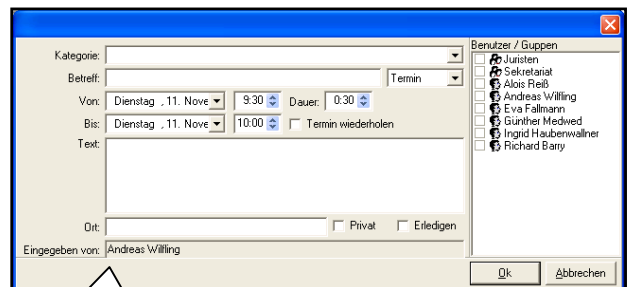 Kategorie:
Betreff: Termin
Von: Dienstag , 11. Nove 9:30 Dauer: 0:30
Bis: Dienstag , 11. Nove 10:00 Termin wiederholen
Text:
Ort: Privat Erledigen
Eingegeben von: Andreas Wilfling
Benutzer / Guppen
Juristen
Sekretariat
Alois Reiß
Andreas Wilfling
Eva Fallmann
Günther Medwed
Ingrid Haubenwallner
Richard Barry
Ok Abbrechen